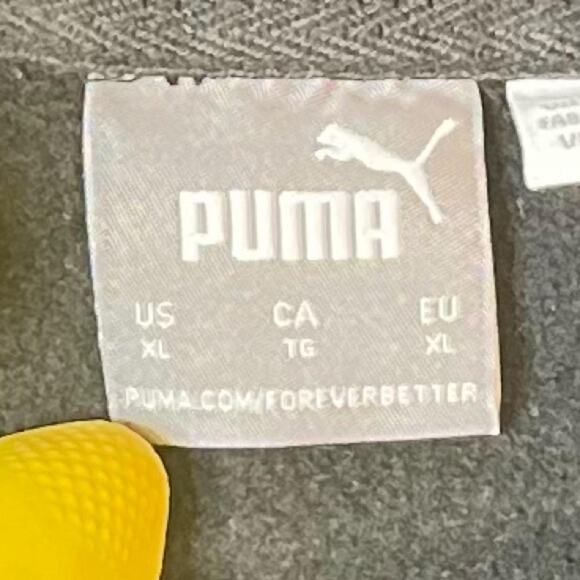 PUMA
US CA EU
XL TG XL
PUMA.COM/FOREVERBETTER